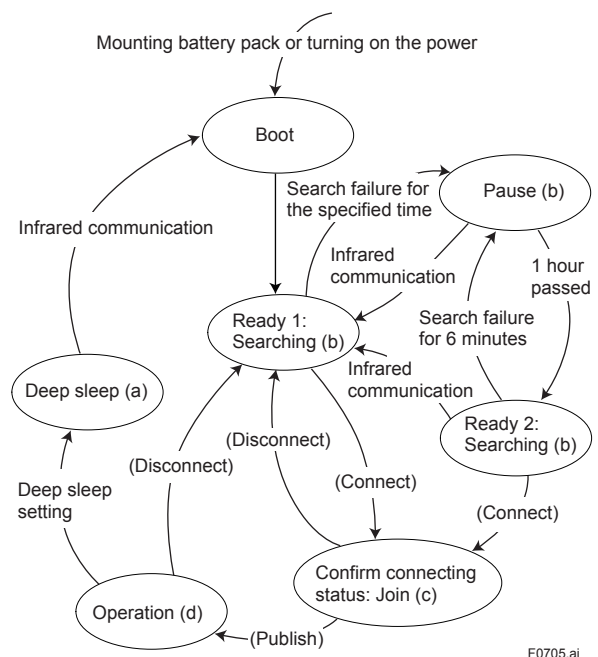 Mounting battery pack or turning on the power
Boot
Search failure for
the specified time
Pause (b)
Infrared communication
Infrared
communication
1 hour
passed
Ready 1:
Searching (b)
Search failure
for 6 minutes
Infrared
communication
Deep sleep (a)
Ready 2:
Searching (b)
(Disconnect)
(Disconnect)
(Connect)
(Connect)
Deep sleep
setting
Confirm connecting
status: Join (c)
Operation (d)
(Publish)
F0705.ai